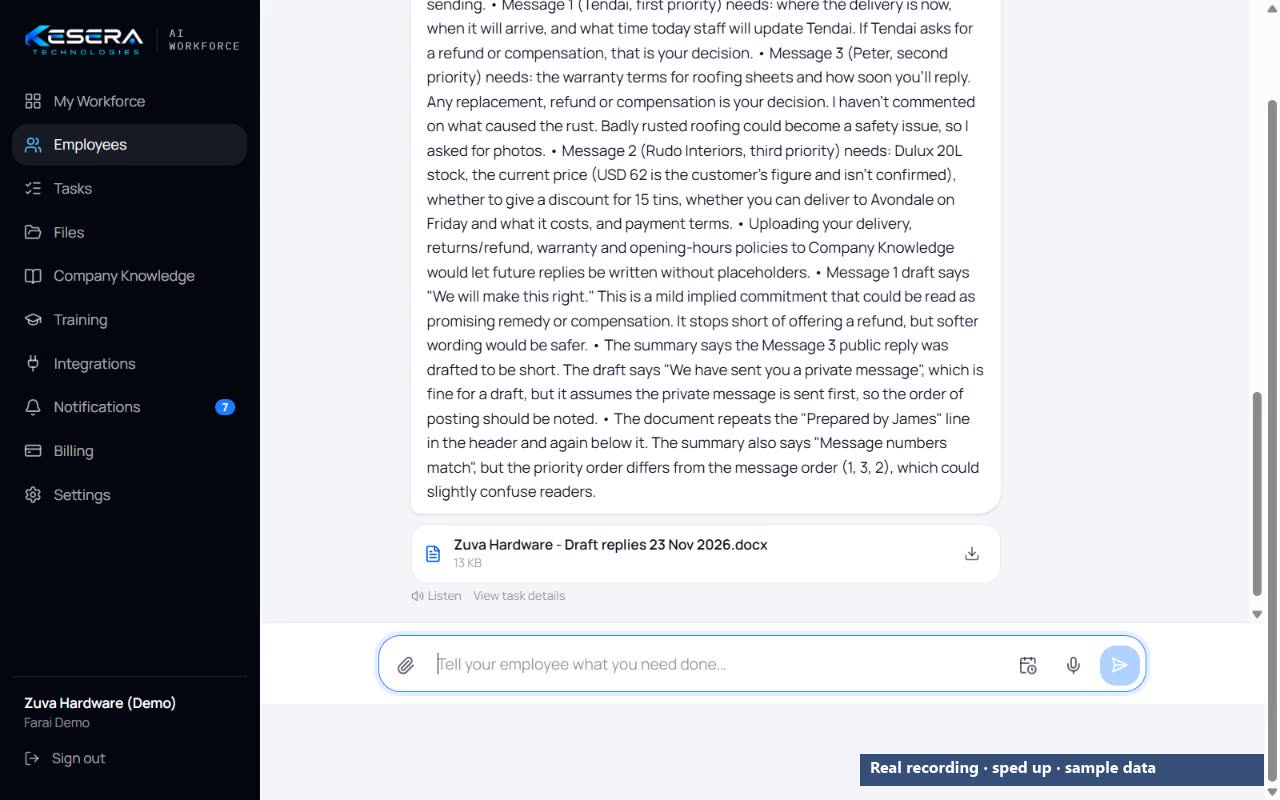 KESERA
TECHNOLOGIES
AI
WORKFORCE
My Workforce
Employees
Tasks
Files
Company Knowledge
Training
Integrations
Notifications
7
Billing
Settings
Zuva Hardware (Demo)
Farai Demo
Sign out
sending. • Message 1 (Tendai, first priority) needs: where the delivery is now,
when it will arrive, and what time today staff will update Tendai. If Tendai asks for
a refund or compensation, that is your decision. • Message 3 (Peter, second
priority) needs: the warranty terms for roofing sheets and how soon you'll reply.
Any replacement, refund or compensation is your decision. I haven't commented
on what caused the rust. Badly rusted roofing could become a safety issue, so I
asked for photos. • Message 2 (Rudo Interiors, third priority) needs: Dulux 20L
stock, the current price (USD 62 is the customer's figure and isn't confirmed),
whether to give a discount for 15 tins, whether you can deliver to Avondale on
Friday and what it costs, and payment terms. • Uploading your delivery,
returns/refund, warranty and opening-hours policies to Company Knowledge
would let future replies be written without placeholders. • Message 1 draft says
"We will make this right." This is a mild implied commitment that could be read as
promising remedy or compensation. It stops short of offering a refund, but softer
wording would be safer. • The summary says the Message 3 public reply was
drafted to be short. The draft says "We have sent you a private message", which is
fine for a draft, but it assumes the private message is sent first, so the order of
posting should be noted. • The document repeats the "Prepared by James" line
in the header and again below it. The summary also says "Message numbers
match", but the priority order differs from the message order (1, 3, 2), which could
slightly confuse readers.
Zuva Hardware - Draft replies 23 Nov 2026.docx
13 KB
Listen
View task details
Tell your employee what you need done...
Real recording · sped up · sample data